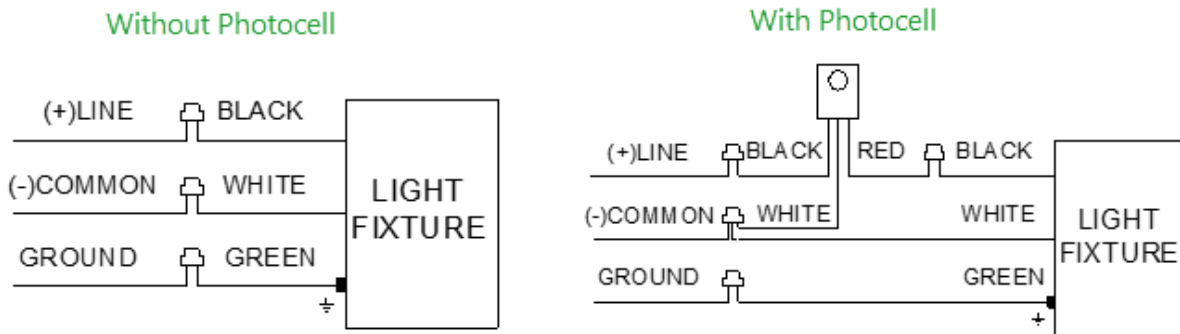 Without Photocell
(+)LINE BLACK
(-)COMMON WHITE
GROUND GREEN
LIGHT
FIXTURE
With Photocell
(+)LINE BLACK RED BLACK
(-)COMMON WHITE WHITE
GROUND GREEN
LIGHT
FIXTURE